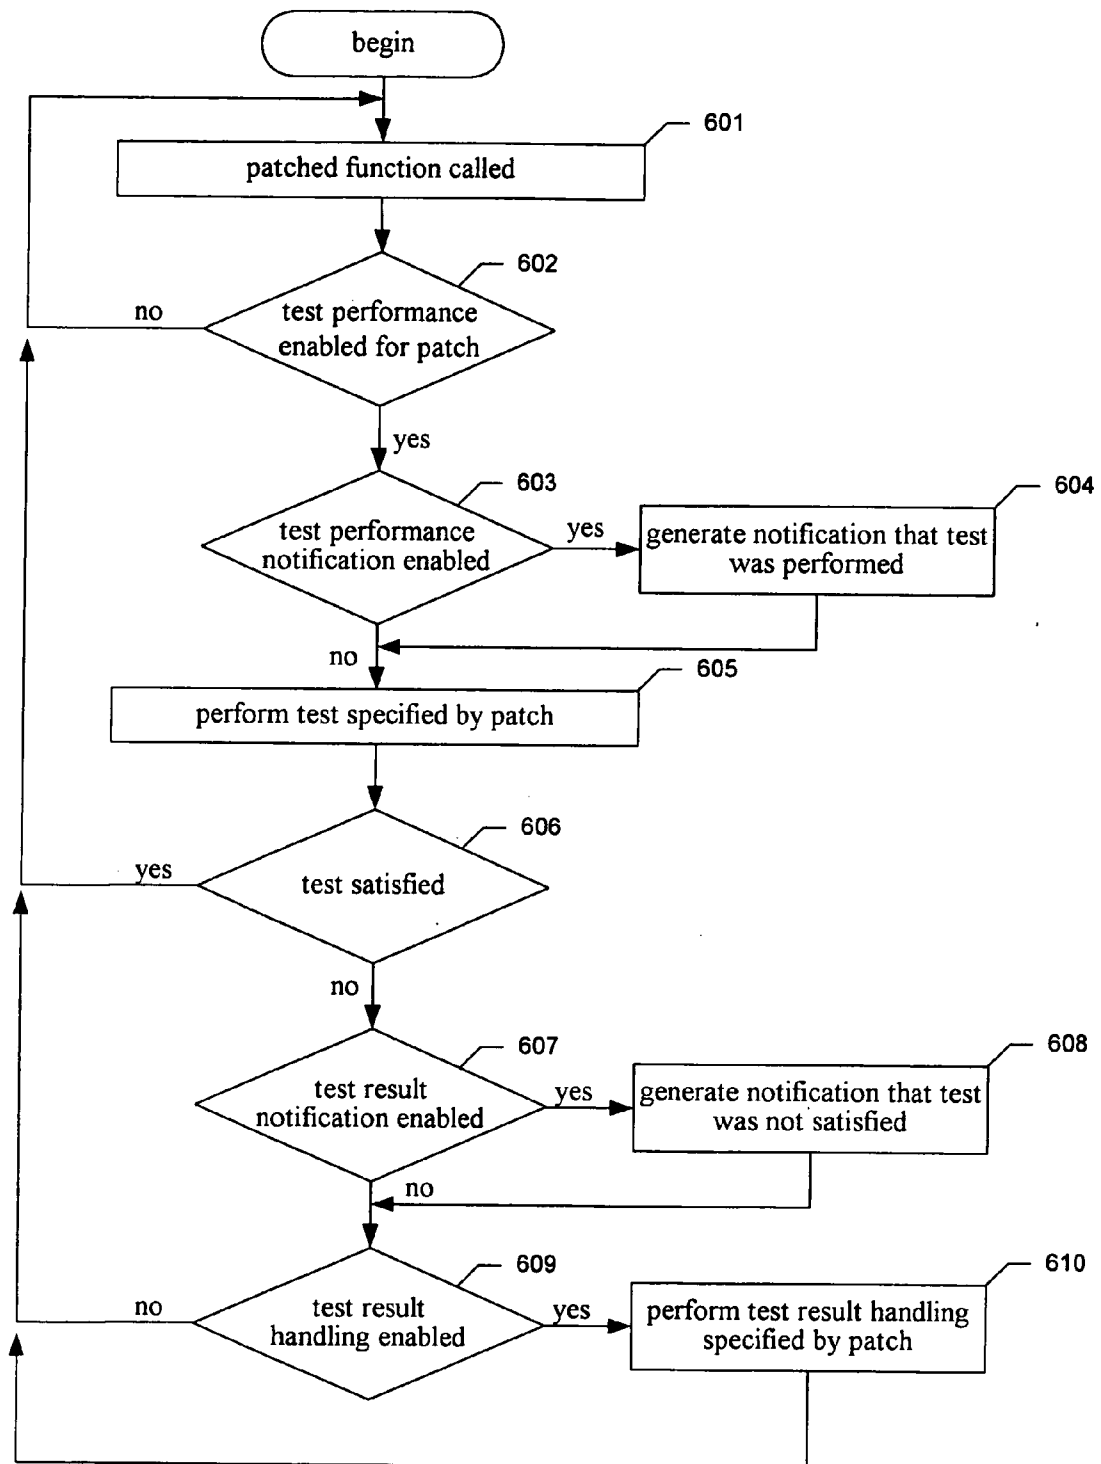 begin
601
patched function called
602
no
test performance
enabled for patch
yes
603
604
test performance
notification enabled
yes
generate notification that test
was performed
no
605
perform test specified by patch
606
yes
test satisfied
no
607
608
test result
notification enabled
yes
generate notification that test
was not satisfied
no
609
610
no
test result
handling enabled
yes
perform test result handling
specified by patch